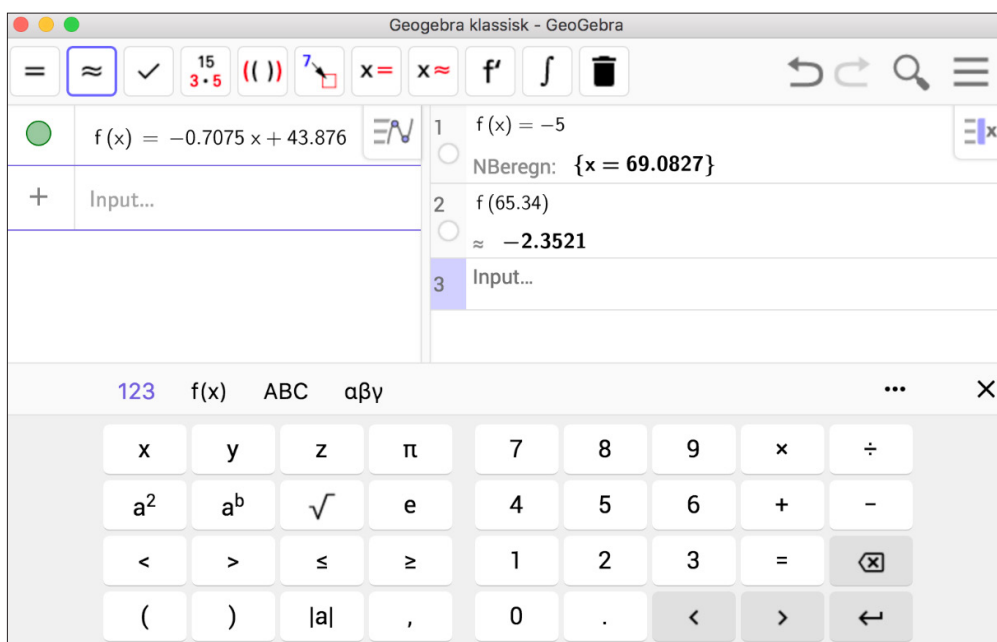 Geogebra klassisk - GeoGebra
= ≈ ✓ 15 3·5 (( )) 7 x= x≈ f′ ∫
f (x) = −0.7075 x + 43.876
Input...
1 f (x) = −5
NBeregn: {x = 69.0827}
2 f (65.34)
≈ −2.3521
3 Input...
123 f(x) ABC αβγ ... ×
x y z π 7 8 9 × ÷
a² aᵇ √ e 4 5 6 + −
< > ≤ ≥ 1 2 3 =
( ) |a| , 0 . < >